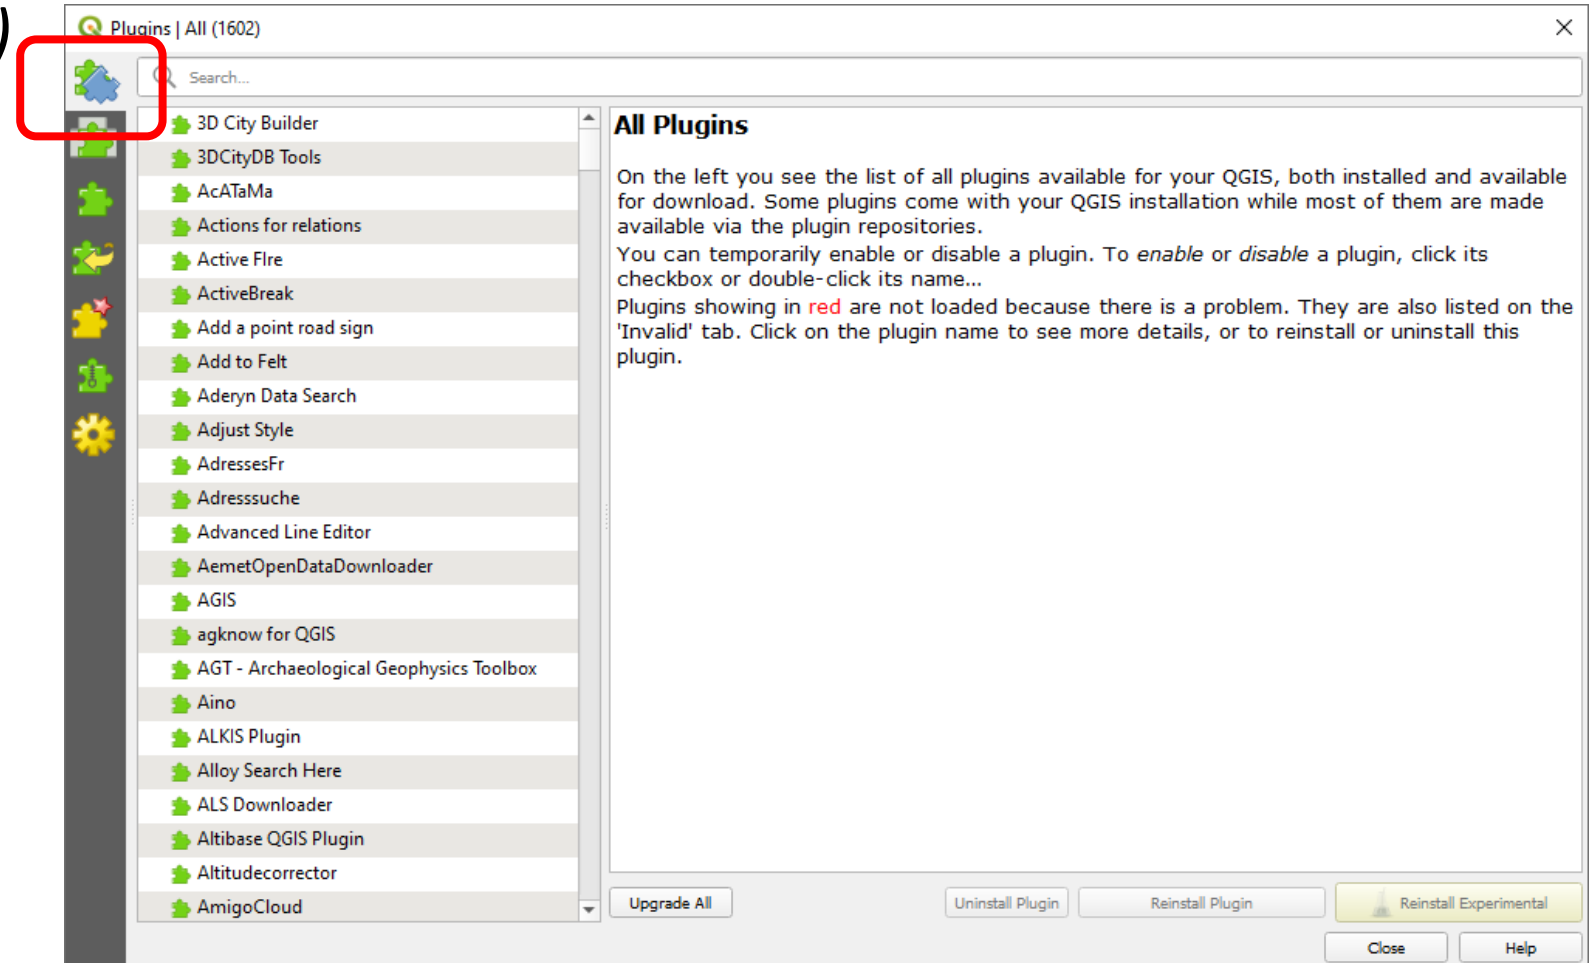 )
Plugins | All (1602)
Search...
3D City Builder
3DCityDB Tools
AcATaMa
Actions for relations
Active FIre
ActiveBreak
Add a point road sign
Add to Felt
Aderyn Data Search
Adjust Style
AdressesFr
Adresssuche
Advanced Line Editor
AemetOpenDataDownloader
AGIS
agknow for QGIS
AGT - Archaeological Geophysics Toolbox
Aino
ALKIS Plugin
Alloy Search Here
ALS Downloader
Altibase QGIS Plugin
Altitudecorrector
AmigoCloud
All Plugins
On the left you see the list of all plugins available for your QGIS, both installed and available
for download. Some plugins come with your QGIS installation while most of them are made
available via the plugin repositories.
You can temporarily enable or disable a plugin. To enable or disable a plugin, click its
checkbox or double-click its name...
Plugins showing in red are not loaded because there is a problem. They are also listed on the
'Invalid' tab. Click on the plugin name to see more details, or to reinstall or uninstall this
plugin.
Upgrade All
Uninstall Plugin
Reinstall Plugin
Reinstall Experimental
Close
Help